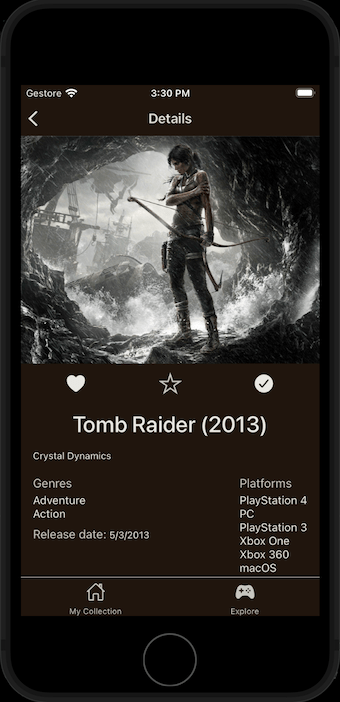 Gestore 3:30 PM
Details
Tomb Raider (2013)
Crystal Dynamics
Genres
Adventure
Action
Release date: 5/3/2013
Platforms
PlayStation 4
PC
PlayStation 3
Xbox One
Xbox 360
macOS
My Collection
Explore